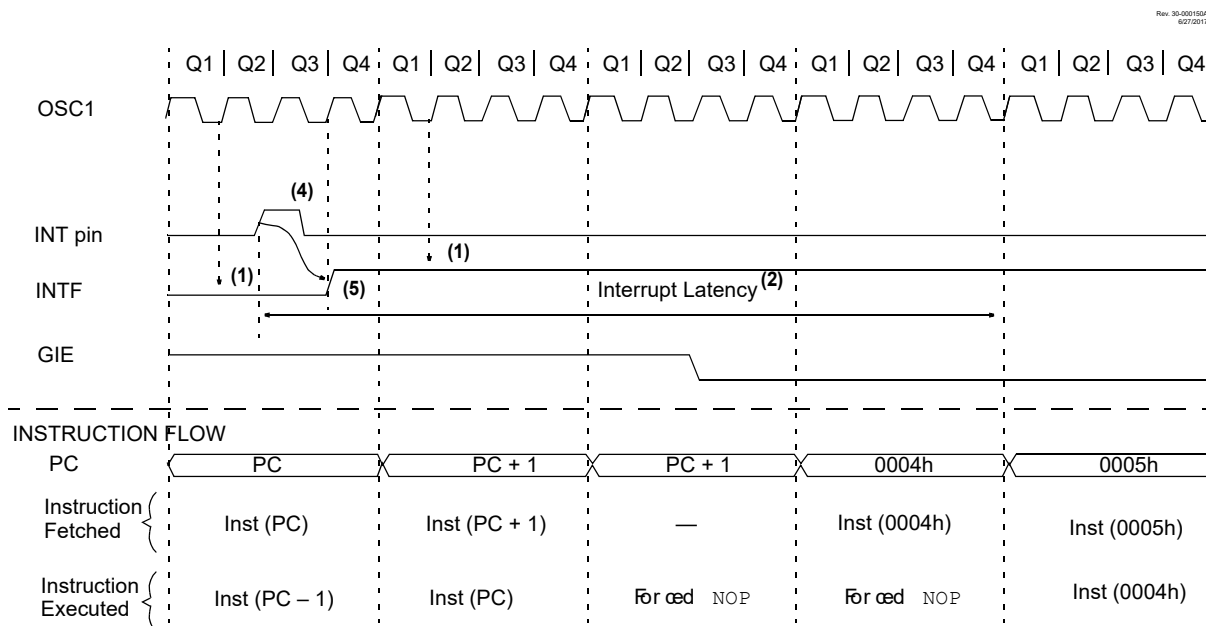 Rev. 30-000150A
6/27/2017
Q1 Q2 Q3 Q4 Q1 Q2 Q3 Q4 Q1 Q2 Q3 Q4 Q1 Q2 Q3 Q4 Q1 Q2 Q3 Q4
OSC1
(4)
INT pin
(1) (1)
INTF (5) Interrupt Latency (2)
GIE
INSTRUCTION FLOW
PC PC PC + 1 PC + 1 0004h 0005h
Instruction Fetched Inst (PC) Inst (PC + 1) — Inst (0004h) Inst (0005h)
Instruction Executed Inst (PC – 1) Inst (PC) Forced NOP Forced NOP Inst (0004h)